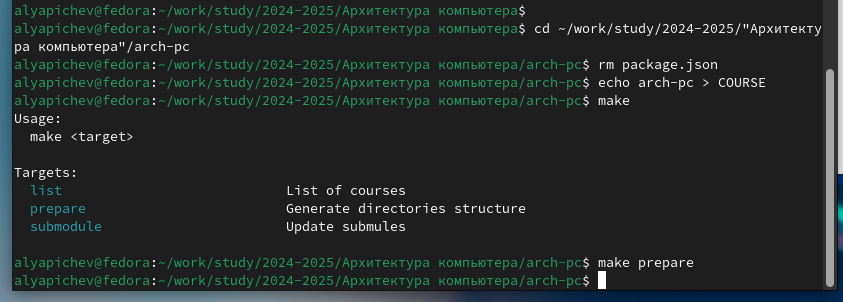 alyapichev@fedora:~/work/study/2024-2025/Архитектура компьютера$
alyapichev@fedora:~/work/study/2024-2025/Архитектура компьютера$ cd ~/work/study/2024-2025/"Архитекту
ра компьютера"/arch-pc
alyapichev@fedora:~/work/study/2024-2025/Архитектура компьютера/arch-pc$ rm package.json
alyapichev@fedora:~/work/study/2024-2025/Архитектура компьютера/arch-pc$ echo arch-pc > COURSE
alyapichev@fedora:~/work/study/2024-2025/Архитектура компьютера/arch-pc$ make
Usage:
make <target>
Targets:
list List of courses
prepare Generate directories structure
submodule Update submules
alyapichev@fedora:~/work/study/2024-2025/Архитектура компьютера/arch-pc$ make prepare
alyapichev@fedora:~/work/study/2024-2025/Архитектура компьютера/arch-pc$